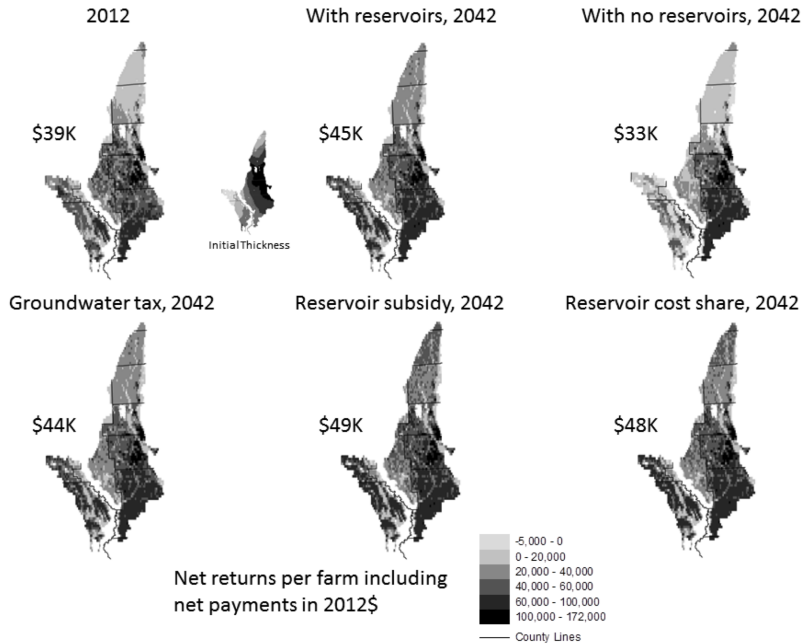 2012
With reservoirs, 2042
With no reservoirs, 2042
$39K
$45K
$33K
Initial Thickness
Groundwater tax, 2042
Reservoir subsidy, 2042
Reservoir cost share, 2042
$44K
$49K
$48K
Net returns per farm including
net payments in 2012$
-5,000 - 0
0 - 20,000
20,000 - 40,000
40,000 - 60,000
60,000 - 100,000
100,000 - 172,000
County Lines